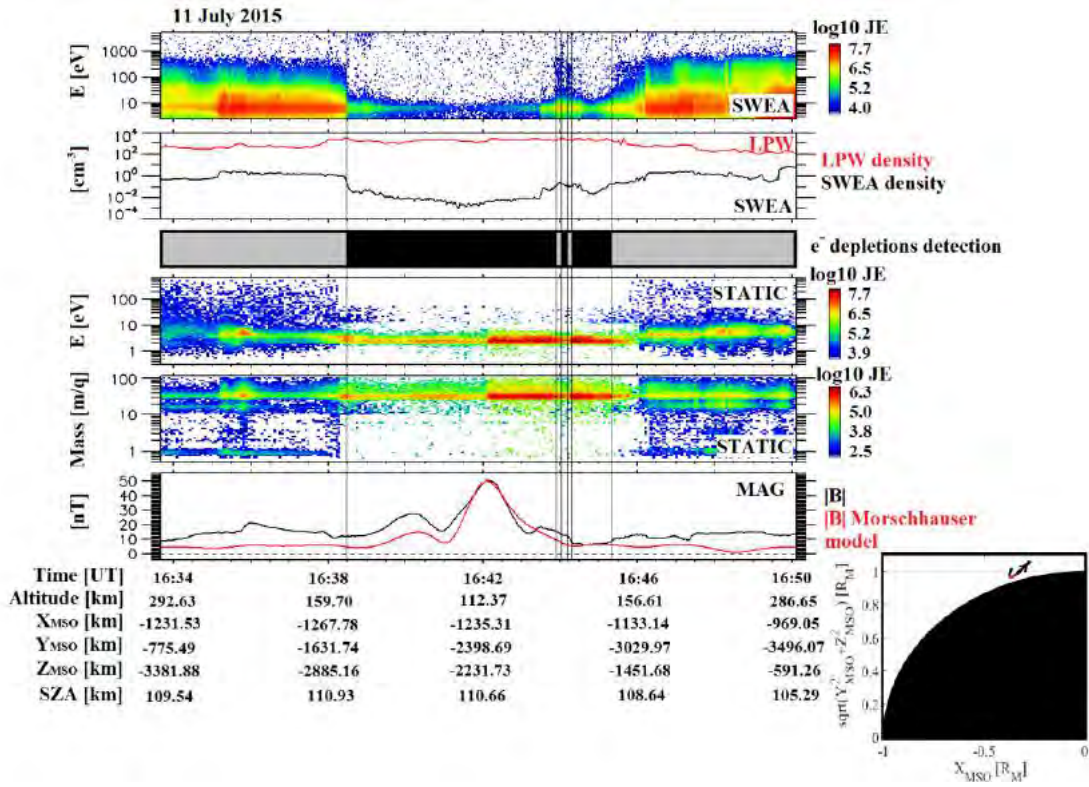 11 July 2015
E [eV]
1000
100
10
SWEA
log10 JE
7.7
6.5
5.2
4.0
[cm⁻³]
10⁴
10²
10⁰
10⁻²
10⁻⁴
LPW
SWEA
LPW density
SWEA density
e⁻ depletions detection
E [eV]
100
10
1
STATIC
log10 JE
7.7
6.5
5.2
3.9
Mass [m/q]
100
10
1
STATIC
log10 JE
6.3
5.0
3.8
2.5
[nT]
50
40
30
20
10
0
MAG
|B|
|B| Morschhauser
model
Time [UT] 16:34 16:38 16:42 16:46 16:50
Altitude [km] 292.63 159.70 112.37 156.61 286.65
XMSO [km] -1231.53 -1267.78 -1235.31 -1133.14 -969.05
YMSO [km] -775.49 -1631.74 -2398.69 -3029.97 -3496.07
ZMSO [km] -3381.88 -2885.16 -2231.73 -1451.68 -591.26
SZA [km] 109.54 110.93 110.66 108.64 105.29
sqrt(Y²MSO+Z²MSO) [RM]
1
0.8
0.6
0.4
0.2
0
-1 -0.5 0
XMSO [RM]